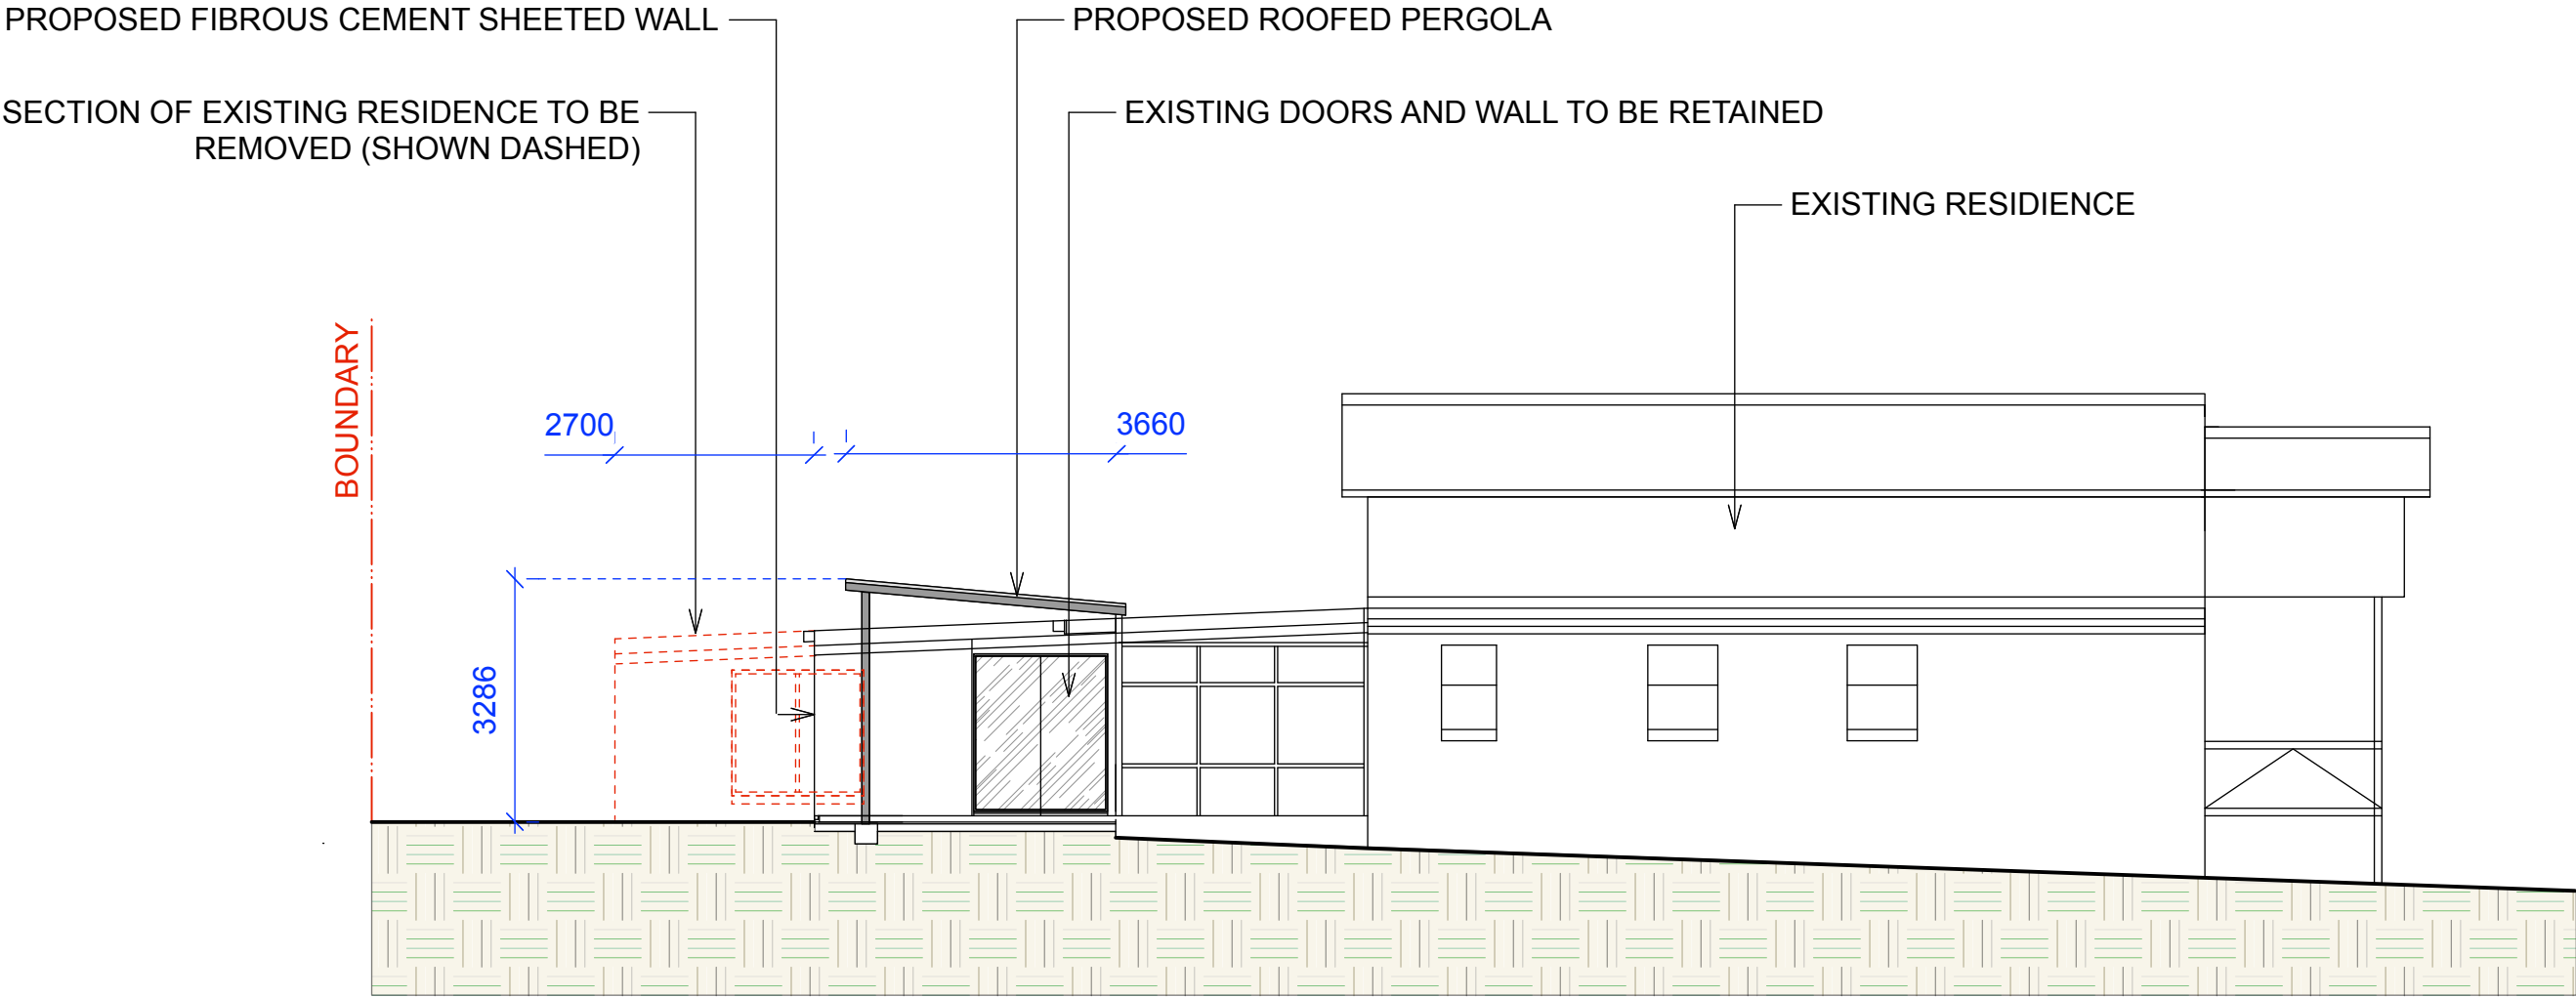 PROPOSED FIBROUS CEMENT SHEETED WALL
PROPOSED ROOFED PERGOLA
SECTION OF EXISTING RESIDENCE TO BE
REMOVED (SHOWN DASHED)
EXISTING DOORS AND WALL TO BE RETAINED
EXISTING RESIDIENCE
BOUNDARY
2700
3660
3286